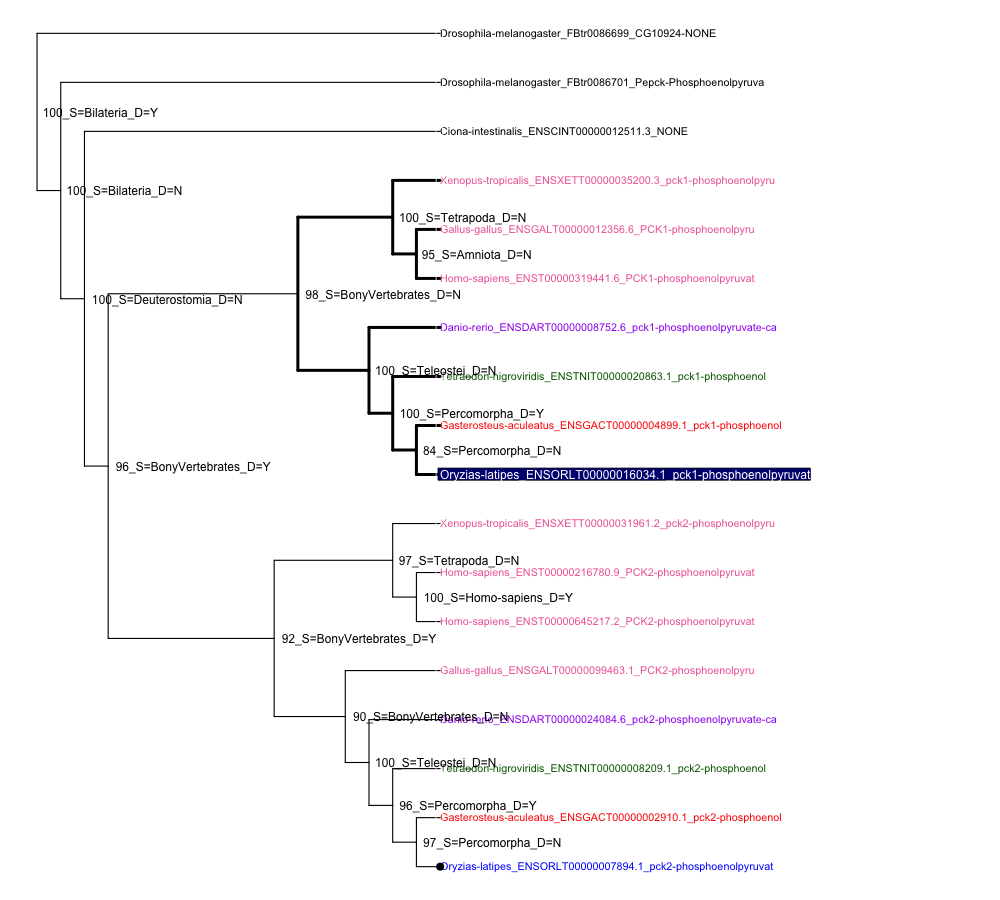 Drosophila-melanogaster_FBtr0086699_CG10924-NONE
Drosophila-melanogaster_FBtr0086701_Pepck-Phosphoenolpyruva
100_S=Bilateria_D=Y
Ciona-intestinalis_ENSCINT00000012511.3_NONE
Xenopus-tropicalis_ENSXETT00000035200.3_pck1-phosphoenolpyru
100_S=Bilateria_D=N
100_S=Tetrapoda_D=N
Gallus-gallus_ENSGALT00000012356.6_PCK1-phosphoenolpyru
95_S=Amniota_D=N
Homo-sapiens_ENST00000319441.6_PCK1-phosphoenolpyruvat
98_S=BonyVertebrates_D=N
100_S=Deuterostomia_D=N
Danio-rerio_ENSDART00000008752.6_pck1-phosphoenolpyruvate-ca
100_S=Teleostei_D=N
Tetraodon-nigroviridis_ENSTNIT00000020863.1_pck1-phosphoenol
100_S=Percomorpha_D=Y
Gasterosteus-aculeatus_ENSGACT00000004899.1_pck1-phosphoenol
84_S=Percomorpha_D=N
96_S=BonyVertebrates_D=Y
Oryzias-latipes_ENSORLT00000016034.1_pck1-phosphoenolpyruvat
Xenopus-tropicalis_ENSXETT00000031961.2_pck2-phosphoenolpyru
97_S=Tetrapoda_D=N
Homo-sapiens_ENST00000216780.9_PCK2-phosphoenolpyruvat
100_S=Homo-sapiens_D=Y
Homo-sapiens_ENST00000645217.2_PCK2-phosphoenolpyruvat
92_S=BonyVertebrates_D=Y
Gallus-gallus_ENSGALT00000099463.1_PCK2-phosphoenolpyru
90_S=BonyVertebrates_D=N
Danio-rerio_ENSDART00000024084.6_pck2-phosphoenolpyruvate-ca
100_S=Teleostei_D=N
Tetraodon-nigroviridis_ENSTNIT00000008209.1_pck2-phosphoenol
96_S=Percomorpha_D=Y
Gasterosteus-aculeatus_ENSGACT00000002910.1_pck2-phosphoenol
97_S=Percomorpha_D=N
Oryzias-latipes_ENSORLT00000007894.1_pck2-phosphoenolpyruvat